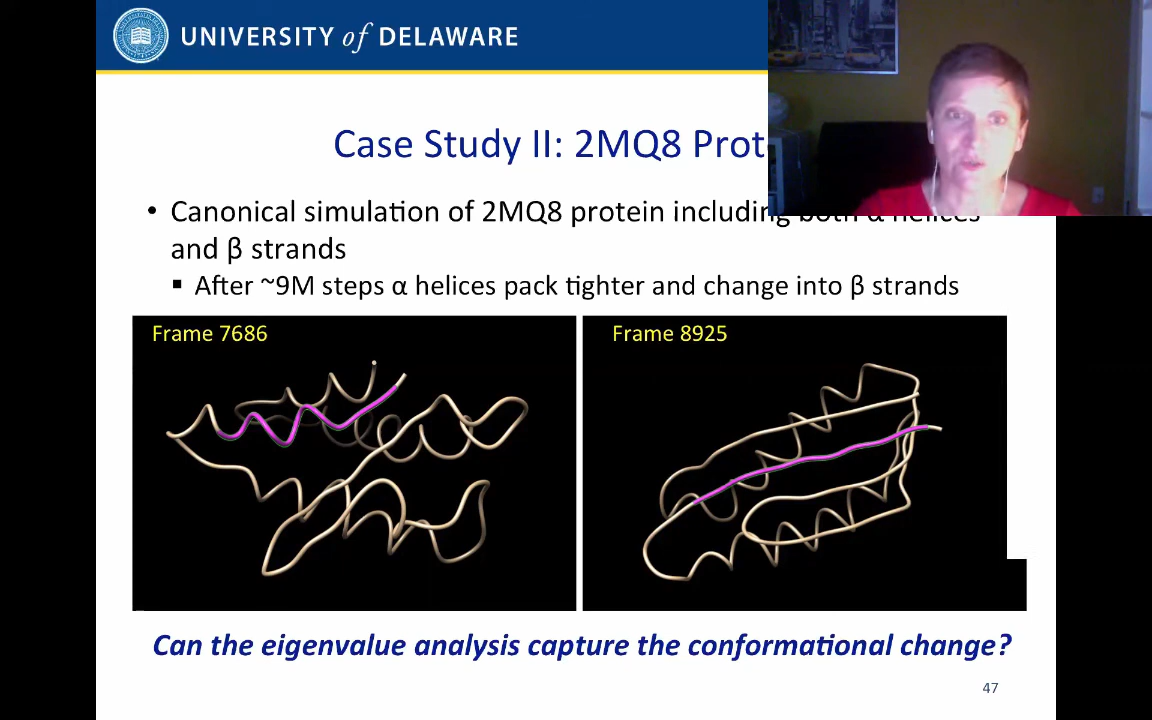 UNIVERSITY of DELAWARE
Case Study II: 2MQ8
• Canonical simulation of 2MQ8 protein including both α helices
and β strands
▪ After ~9M steps α helices pack tighter and change into β strands
Frame 7686
Frame 8925
Can the eigenvalue analysis capture the conformational change?
47